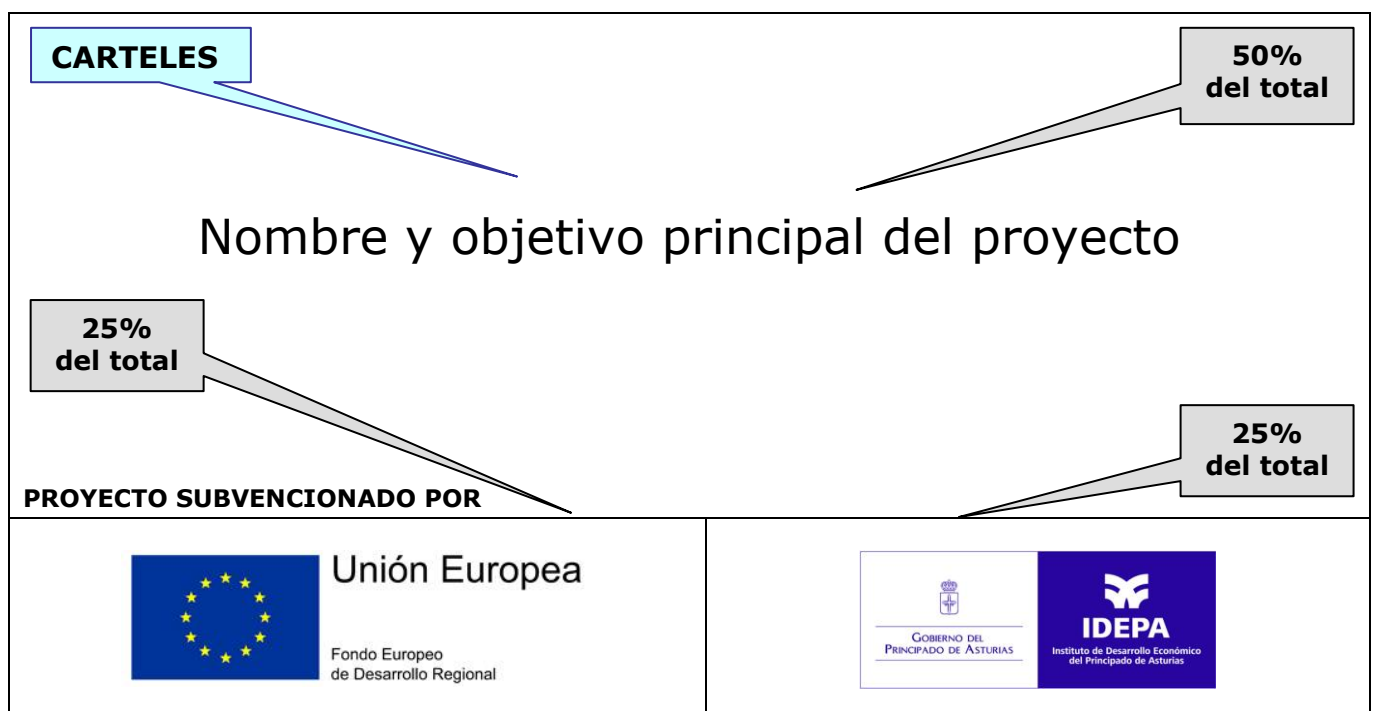 CARTELES
50%
del total
Nombre y objetivo principal del proyecto
25%
del total
25%
del total
PROYECTO SUBVENCIONADO POR
Unión Europea
Fondo Europeo
de Desarrollo Regional
GOBIERNO DEL
PRINCIPADO DE ASTURIAS
IDEPA
Instituto de Desarrollo Económico
del Principado de Asturias